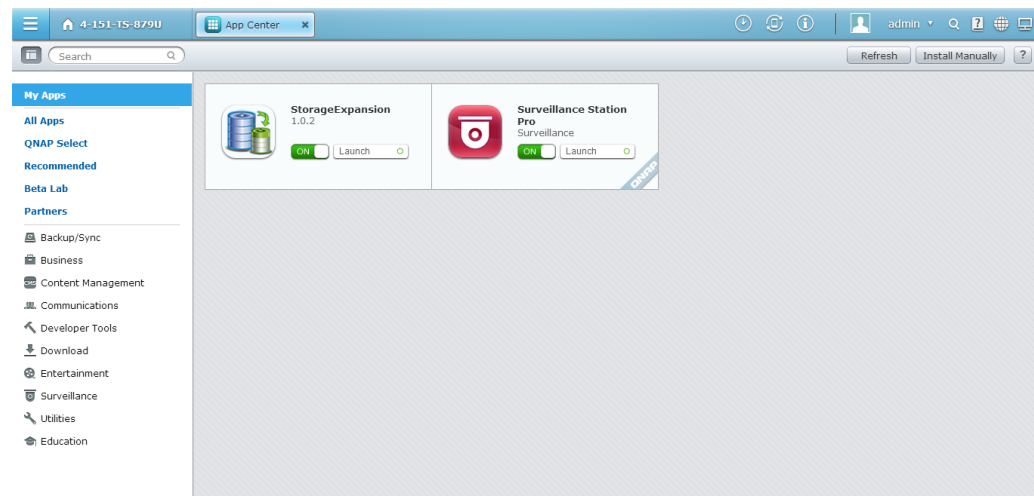 4-151-TS-879U
App Center
admin
Search
Refresh
Install Manually
?
My Apps
All Apps
QNAP Select
Recommended
Beta Lab
Partners
Backup/Sync
Business
Content Management
Communications
Developer Tools
Download
Entertainment
Surveillance
Utilities
Education
StorageExpansion
1.0.2
ON
Launch
Surveillance Station
Pro
Surveillance
ON
Launch
QNAP